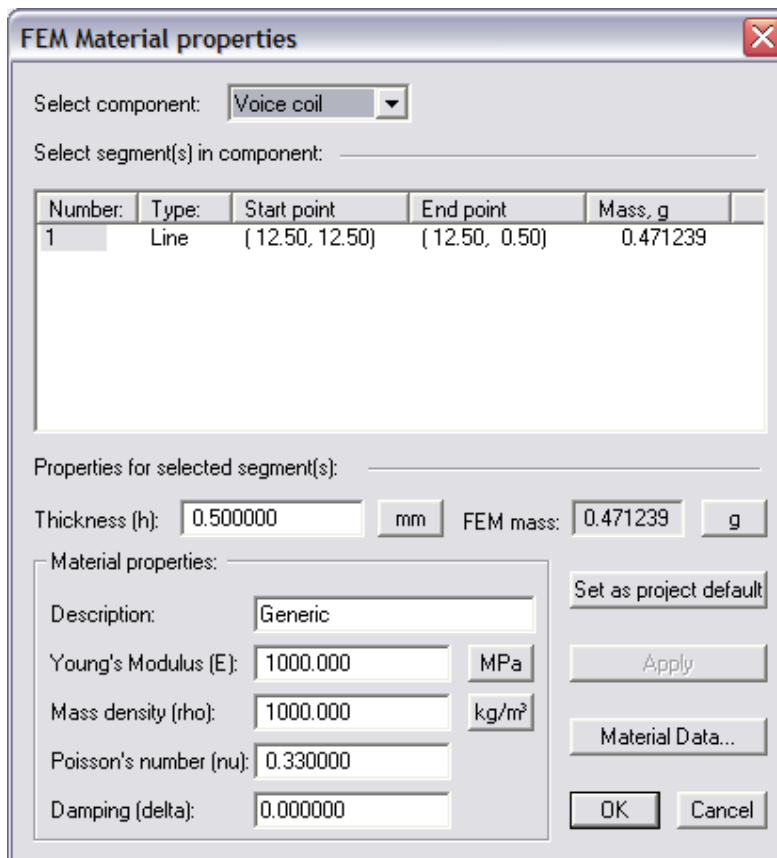 FEM Material properties
Select component: Voice coil
Select segment(s) in component:
Number: Type: Start point End point Mass, g
1 Line ( 12.50, 12.50) ( 12.50, 0.50) 0.471239
Properties for selected segment(s):
Thickness (h): 0.500000 mm FEM mass: 0.471239 g
Material properties:
Set as project default
Description: Generic
Young's Modulus (E): 1000.000 MPa Apply
Mass density (rho): 1000.000 kg/m³
Material Data...
Poisson's number (nu): 0.330000
Damping (delta): 0.000000 OK Cancel